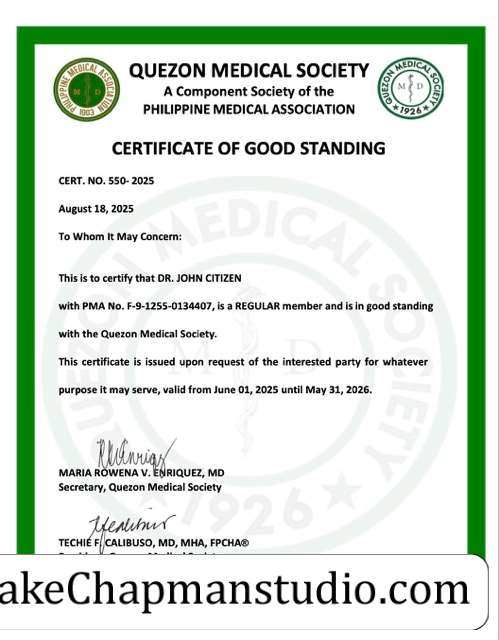 QUEZON MEDICAL SOCIETY
A Component Society of the
PHILIPPINE MEDICAL ASSOCIATION
PHILIPPINE MEDICAL ASSOCIATION
M D
1903
QUEZON MEDICAL SOCIETY
M D
★ 1926 ★
CERTIFICATE OF GOOD STANDING
CERT. NO. 550- 2025
August 18, 2025
To Whom It May Concern:
This is to certify that DR. JOHN CITIZEN
with PMA No. F-9-1255-0134407, is a REGULAR member and is in good standing
with the Quezon Medical Society.
This certificate is issued upon request of the interested party for whatever
purpose it may serve, valid from June 01, 2025 until May 31, 2026.
QUEZON MEDICAL SOCIETY
M D
1926 ★
MARIA ROWENA V. ENRIQUEZ, MD
Secretary, Quezon Medical Society
TECHIE F. CALIBUSO, MD, MHA, FPCHA®
akeChapmanstudio.com